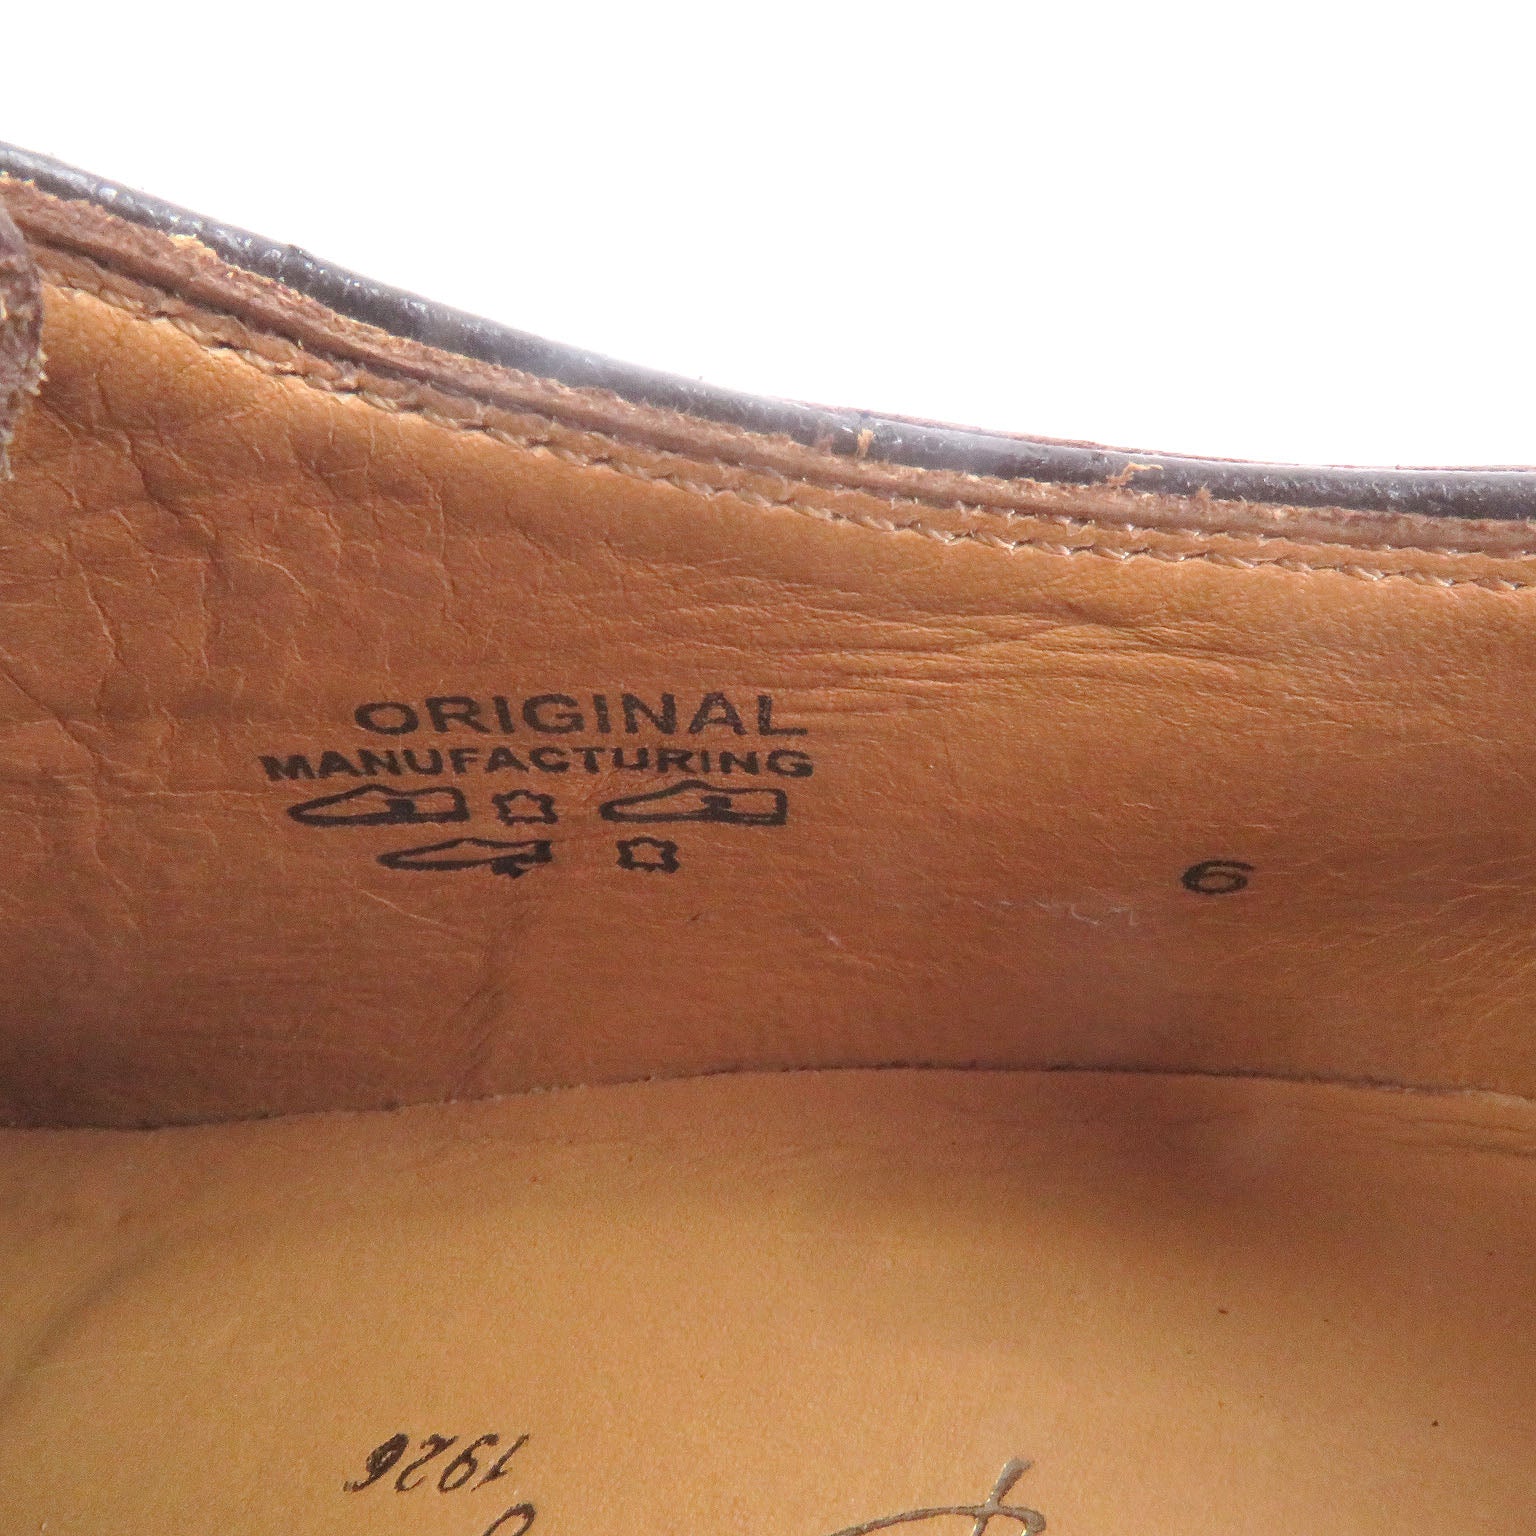 ORIGINAL
MANUFACTURING
6
1926